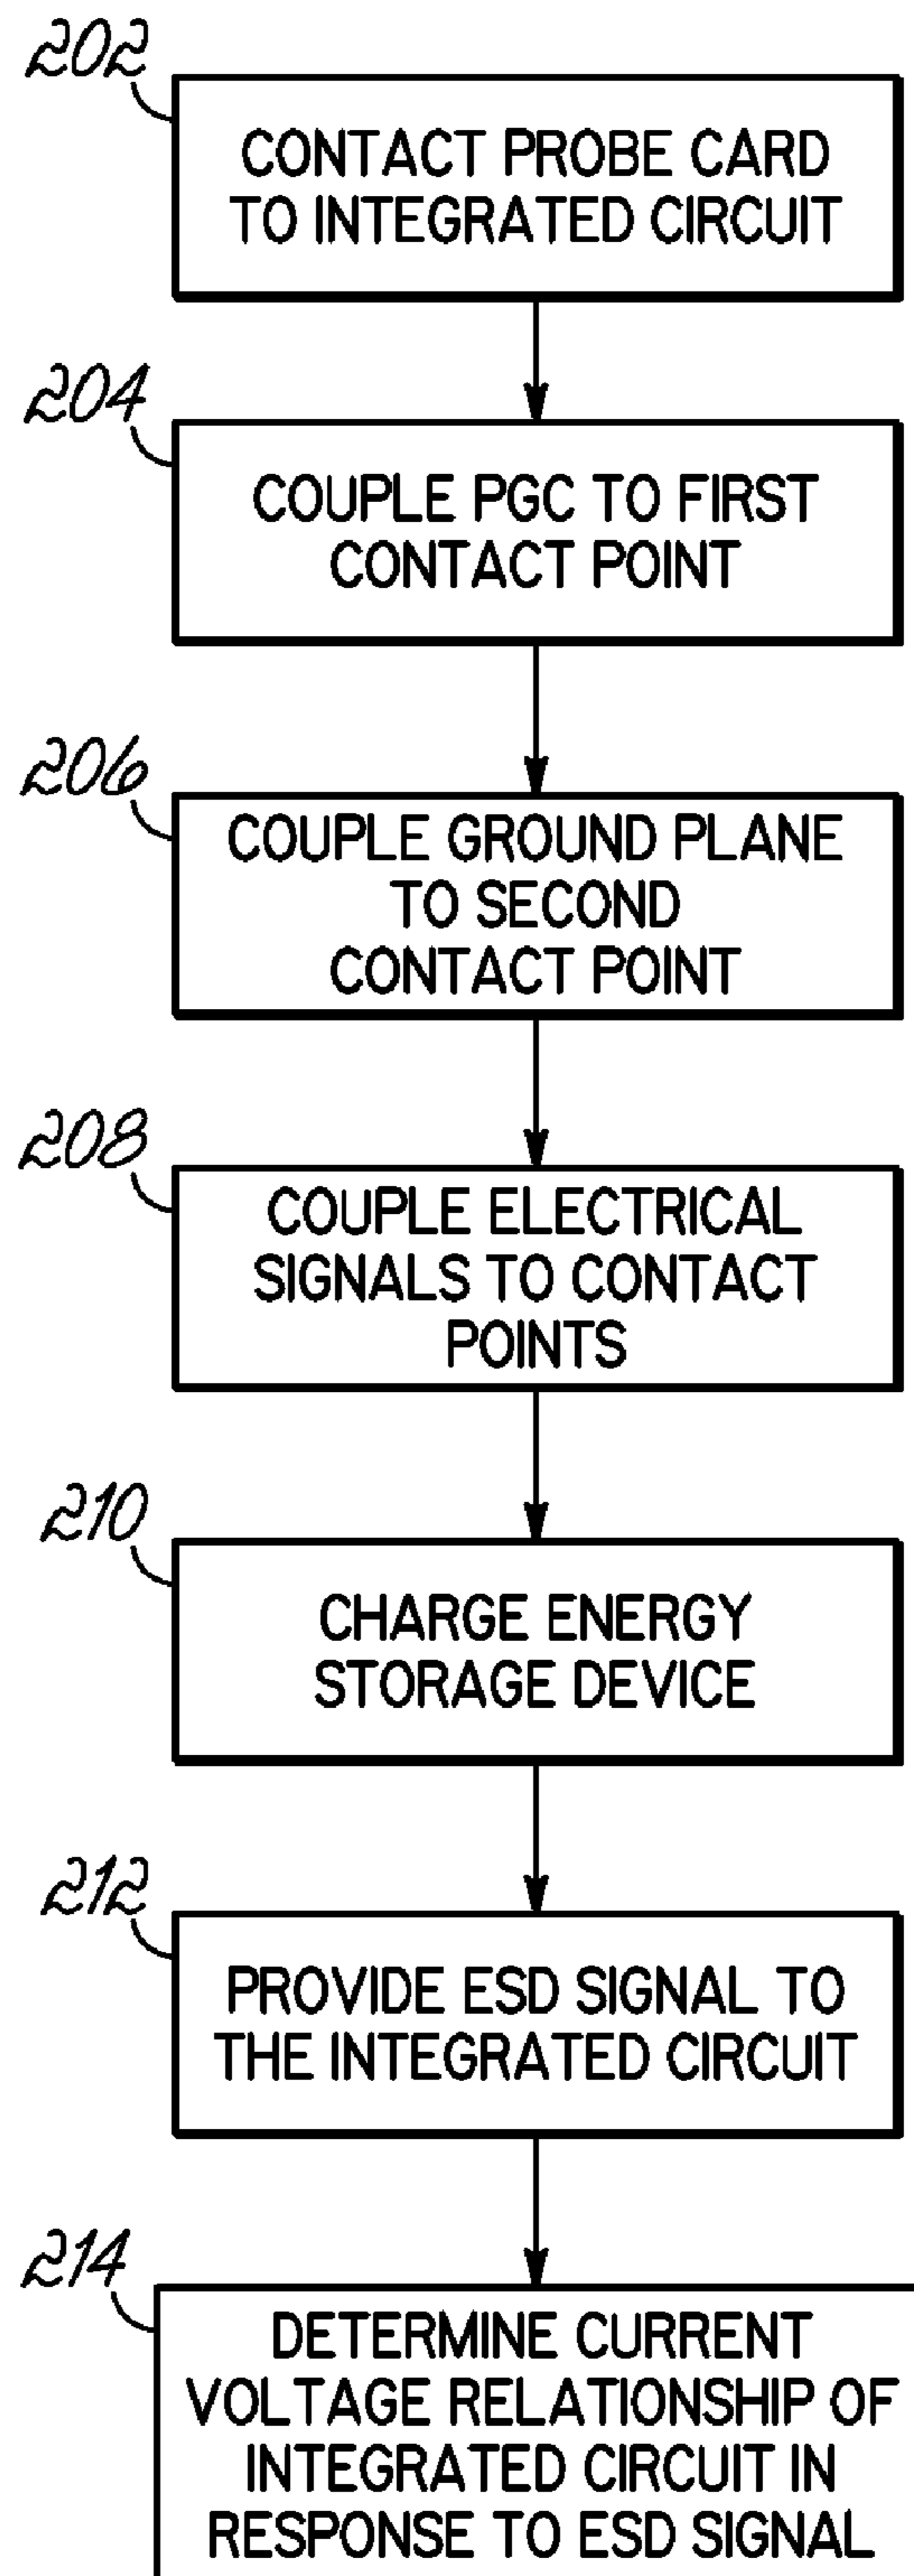 202
CONTACT PROBE CARD
TO INTEGRATED CIRCUIT
204
COUPLE PGC TO FIRST
CONTACT POINT
206
COUPLE GROUND PLANE
TO SECOND
CONTACT POINT
208
COUPLE ELECTRICAL
SIGNALS TO CONTACT
POINTS
210
CHARGE ENERGY
STORAGE DEVICE
212
PROVIDE ESD SIGNAL TO
THE INTEGRATED CIRCUIT
214
DETERMINE CURRENT
VOLTAGE RELATIONSHIP OF
INTEGRATED CIRCUIT IN
RESPONSE TO ESD SIGNAL